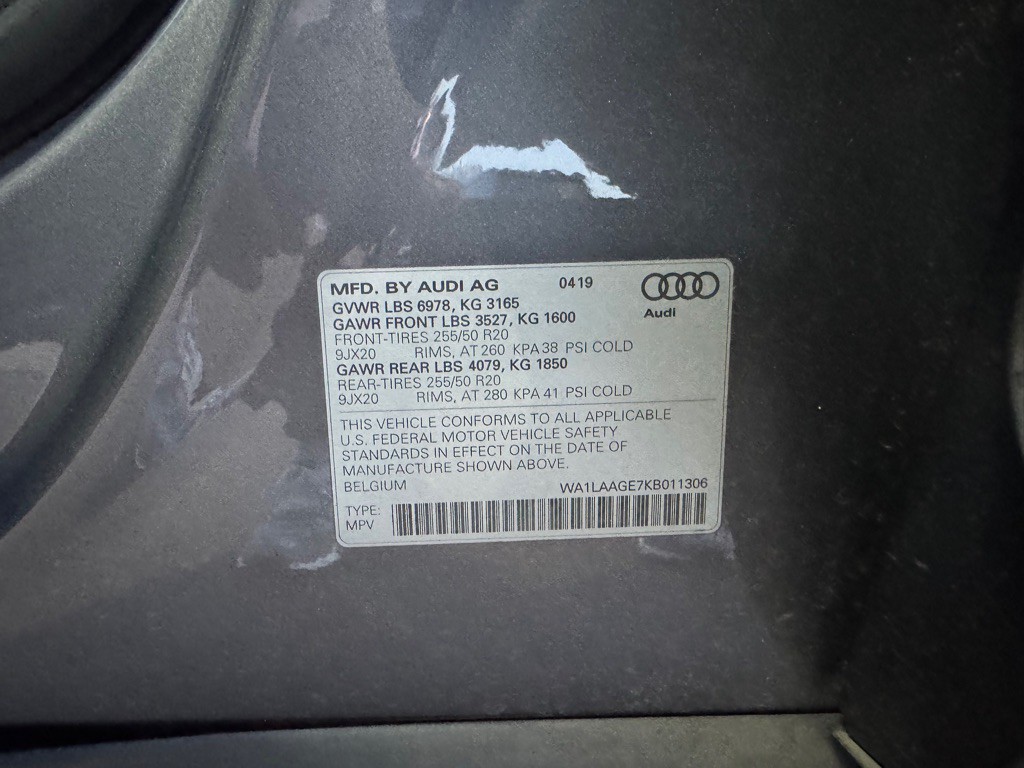 MFD. BY AUDI AG 0419
GVWR LBS 6978, KG 3165
GAWR FRONT LBS 3527, KG 1600
FRONT-TIRES 255/50 R20
9JX20 RIMS, AT 260 KPA 38 PSI COLD
GAWR REAR LBS 4079, KG 1850
REAR-TIRES 255/50 R20
9JX20 RIMS, AT 280 KPA 41 PSI COLD
Audi
THIS VEHICLE CONFORMS TO ALL APPLICABLE
U.S. FEDERAL MOTOR VEHICLE SAFETY
STANDARDS IN EFFECT ON THE DATE OF
MANUFACTURE SHOWN ABOVE.
BELGIUM WA1LAAGE7KB011306
TYPE:
MPV